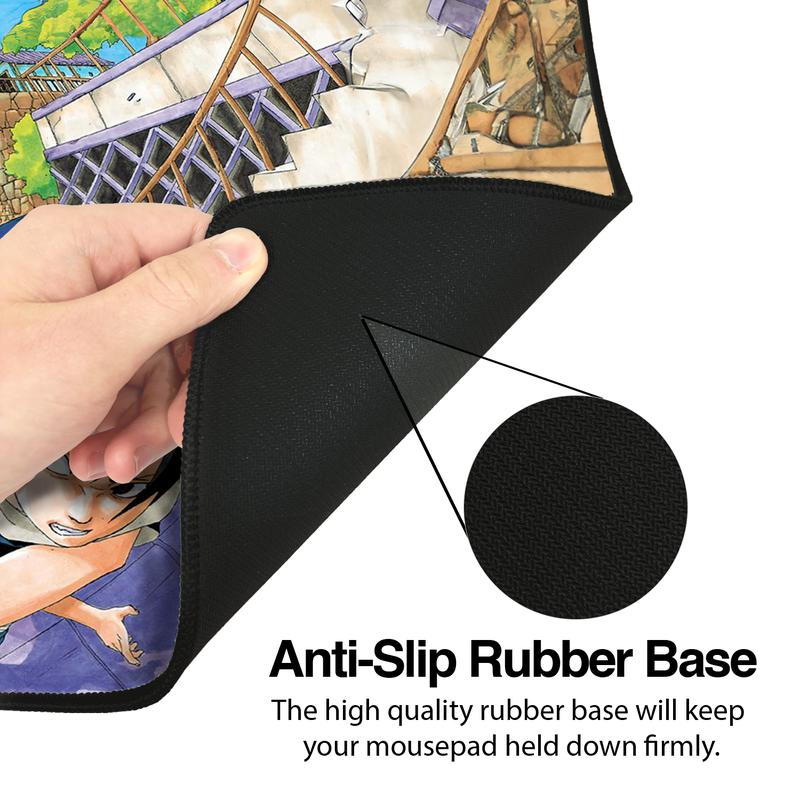 Anti-Slip Rubber Base
The high quality rubber base will keep
your mousepad held down firmly.